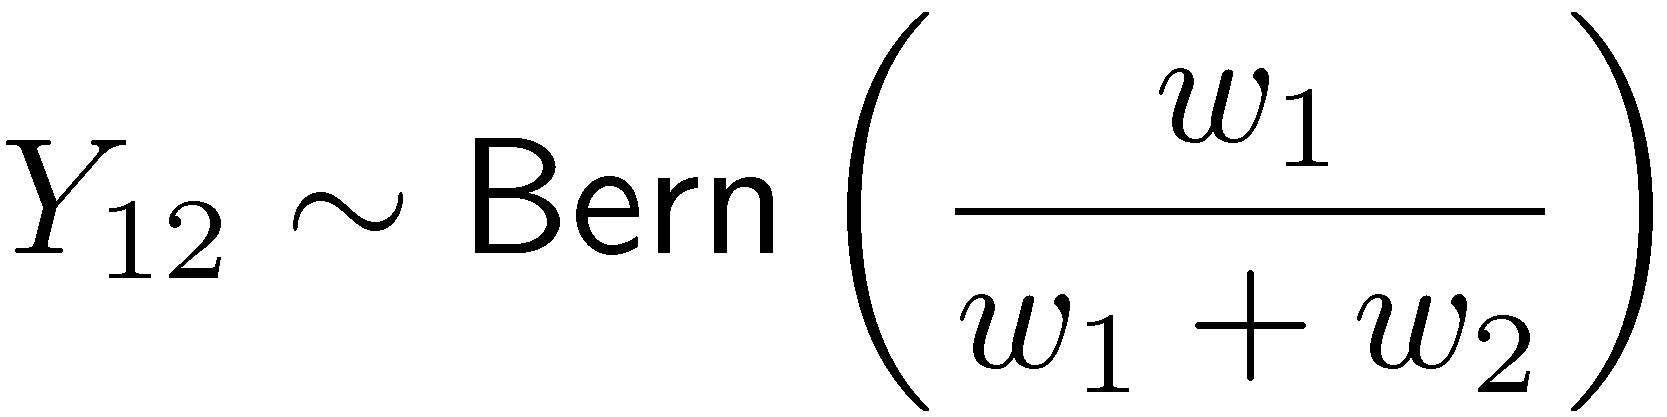 Y_{12} \sim \mathsf{Bern}\left(\frac{w_1}{w_1 + w_2}\right)